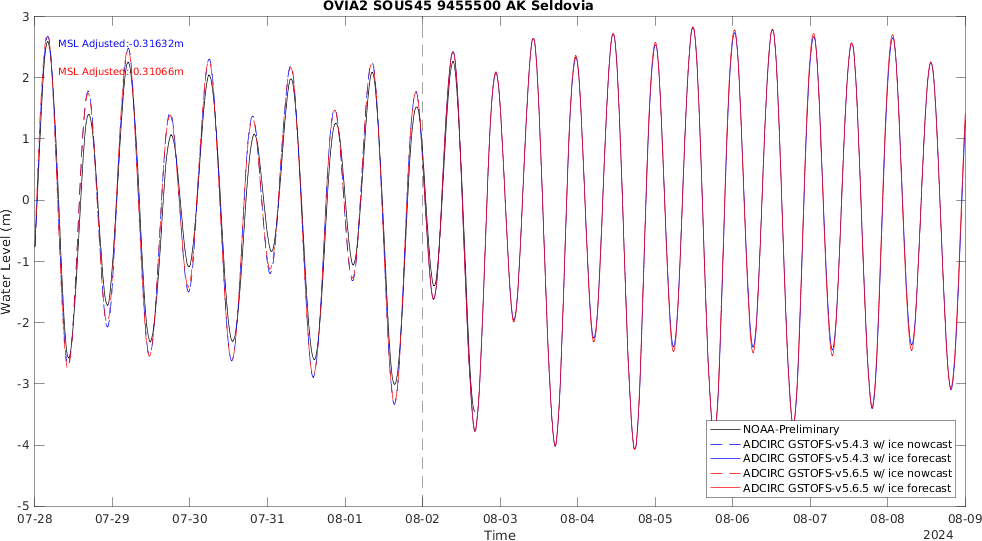 OVIA2 SOUS45 9455500 AK Seldovia
MSL Adjusted:-0.31632m
MSL Adjusted:-0.31066m
Water Level (m)
3
2
1
0
-1
-2
-3
-4
-5
NOAA-Preliminary
ADCIRC GSTOFS-v5.4.3 w/ ice nowcast
ADCIRC GSTOFS-v5.4.3 w/ ice forecast
ADCIRC GSTOFS-v5.6.5 w/ ice nowcast
ADCIRC GSTOFS-v5.6.5 w/ ice forecast
07-28 07-29 07-30 07-31 08-01 08-02 08-03 08-04 08-05 08-06 08-07 08-08 08-09
Time
2024